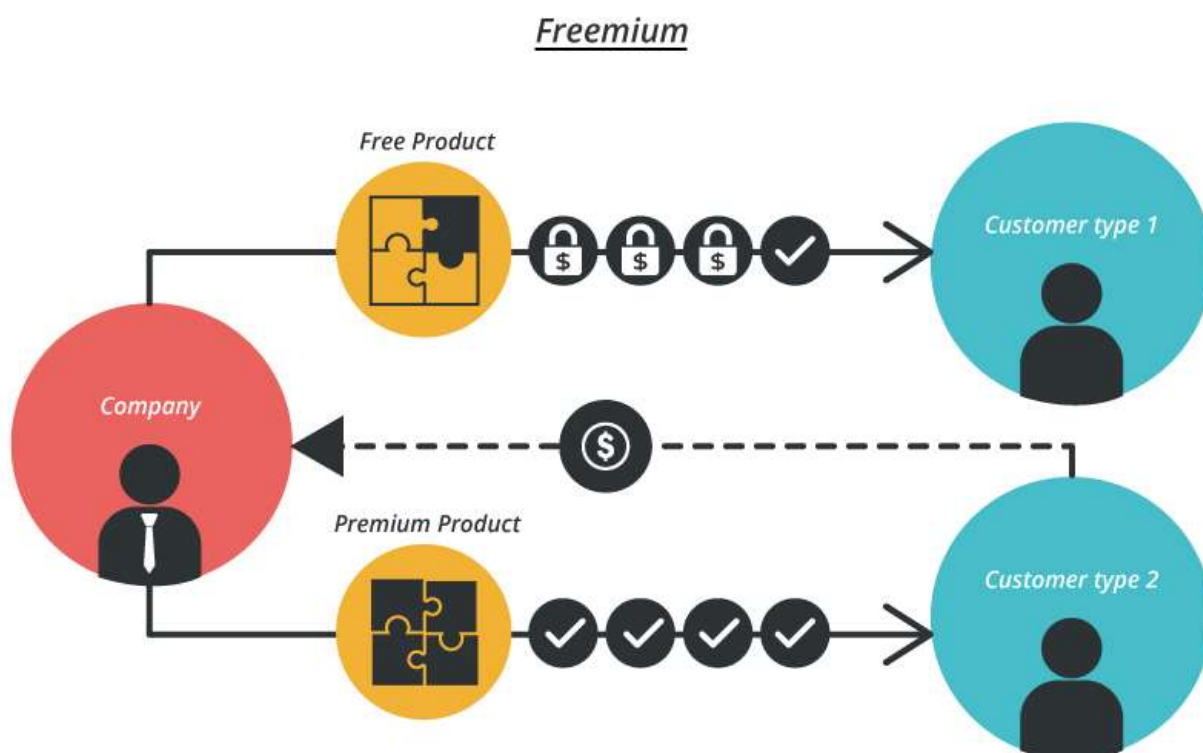 Freemium
Free Product
$ $ $
Customer type 1
Company
$
Premium Product
Customer type 2